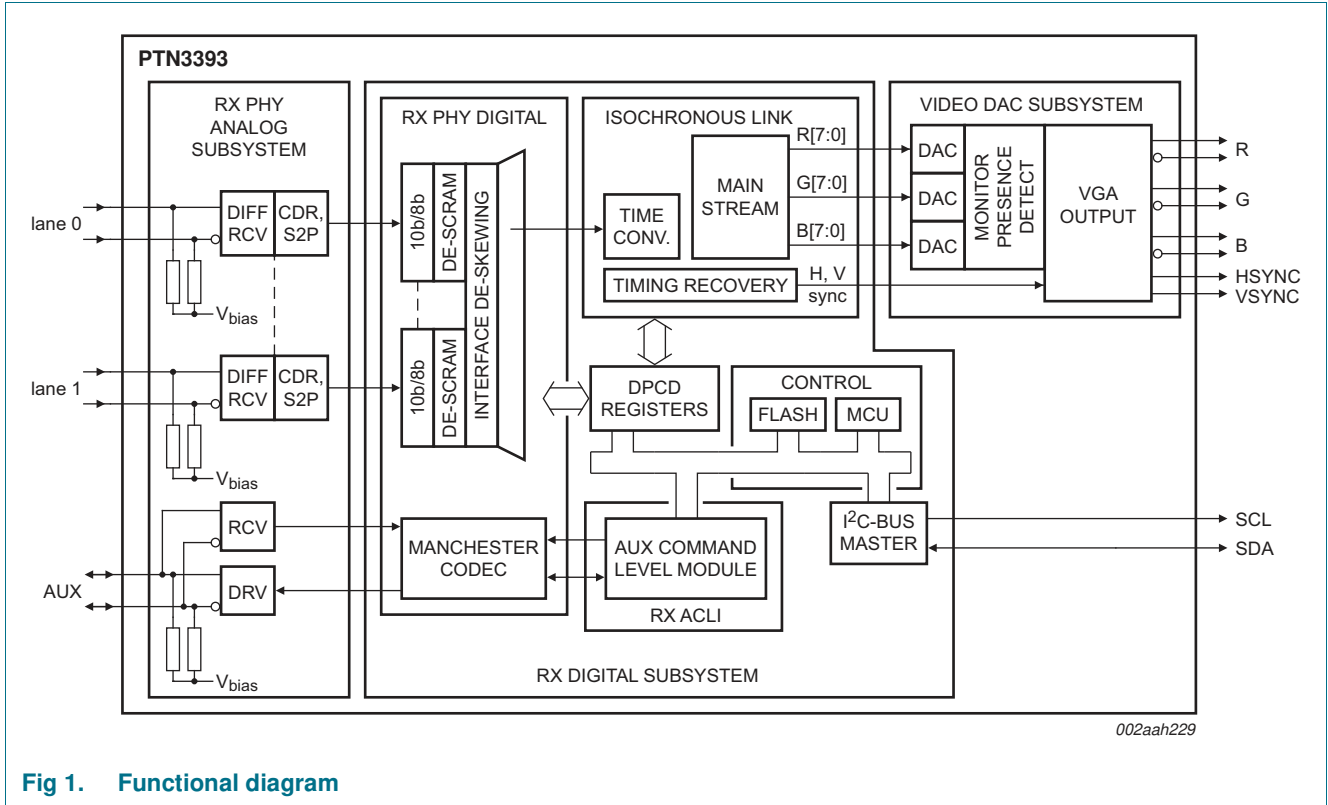 PTN3393
RX PHY
ANALOG
SUBSYSTEM
lane 0
DIFF
RCV
CDR,
S2P
Vbias
lane 1
DIFF
RCV
CDR,
S2P
Vbias
RCV
AUX
DRV
Vbias
RX PHY DIGITAL
10b/8b
DE-SCRAM
10b/8b
DE-SCRAM
INTERFACE DE-SKEWING
MANCHESTER
CODEC
ISOCHRONOUS LINK
TIME
CONV.
MAIN
STREAM
R[7:0]
G[7:0]
B[7:0]
TIMING RECOVERY
H, V
sync
DPCD
REGISTERS
CONTROL
FLASH
MCU
AUX COMMAND
LEVEL MODULE
RX ACLI
I2C-BUS
MASTER
RX DIGITAL SUBSYSTEM
VIDEO DAC SUBSYSTEM
DAC
DAC
DAC
MONITOR
PRESENCE
DETECT
VGA
OUTPUT
R
G
B
HSYNC
VSYNC
SCL
SDA
002aah229
Fig 1. Functional diagram